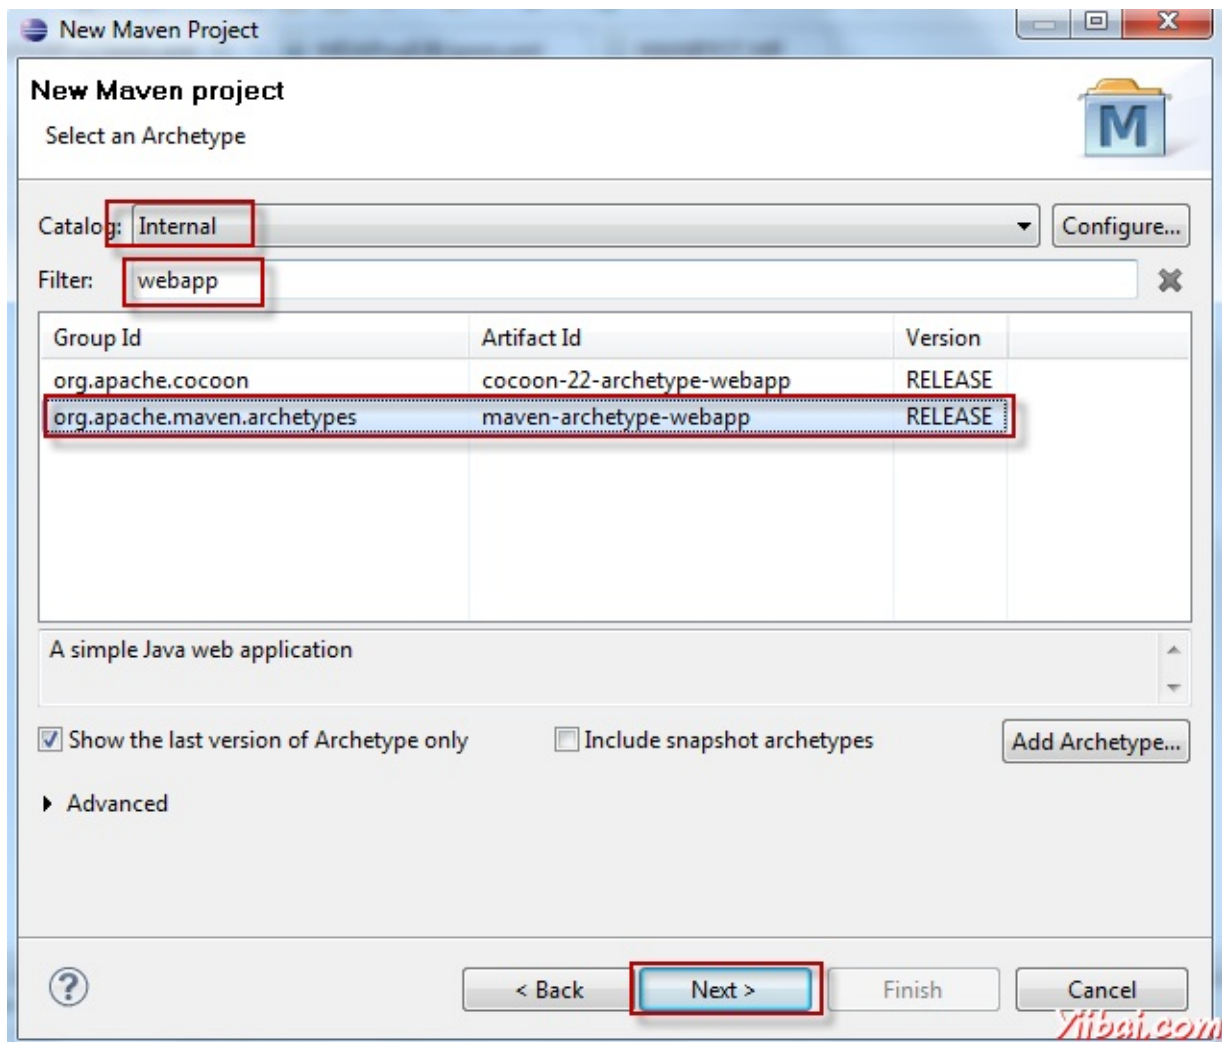 New Maven Project
New Maven project
Select an Archetype
M
Catalog: Internal Configure...
Filter: webapp
Group Id Artifact Id Version
org.apache.cocoon cocoon-22-archetype-webapp RELEASE
org.apache.maven.archetypes maven-archetype-webapp RELEASE
A simple Java web application
Show the last version of Archetype only Include snapshot archetypes Add Archetype...
Advanced
? < Back Next > Finish Cancel
Yiibai.com